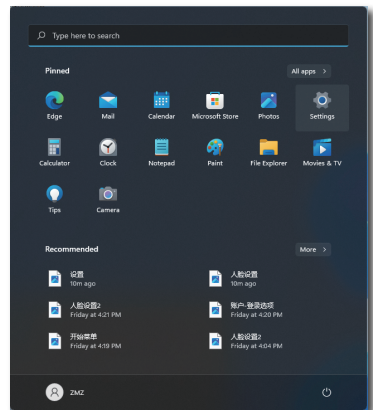 Type here to search
Pinned
All apps >
Edge
Mail
Calendar
Microsoft Store
Photos
Settings
Calculator
Clock
Notepad
Paint
File Explorer
Movies & TV
Tips
Camera
Recommended
More >
设置
10m ago
人脸设置
10m ago
人脸设置2
Friday at 4:21 PM
账户-登录选项
Friday at 4:20 PM
开始菜单
Friday at 4:19 PM
人脸设置2
Friday at 4:04 PM
ZMZ